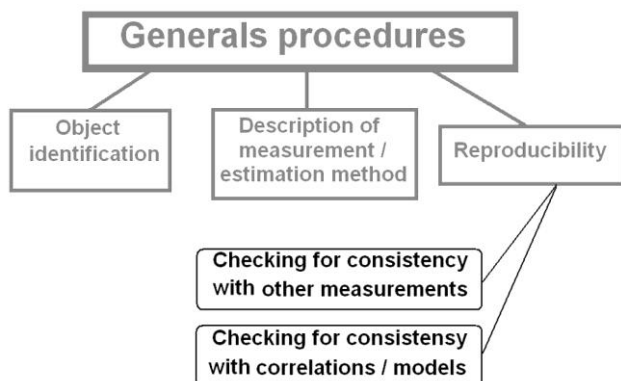 Generals procedures
Object
identification
Description of
measurement /
estimation method
Reproducibility
Checking for consistency
with other measurements
Checking for consistensy
with correlations / models